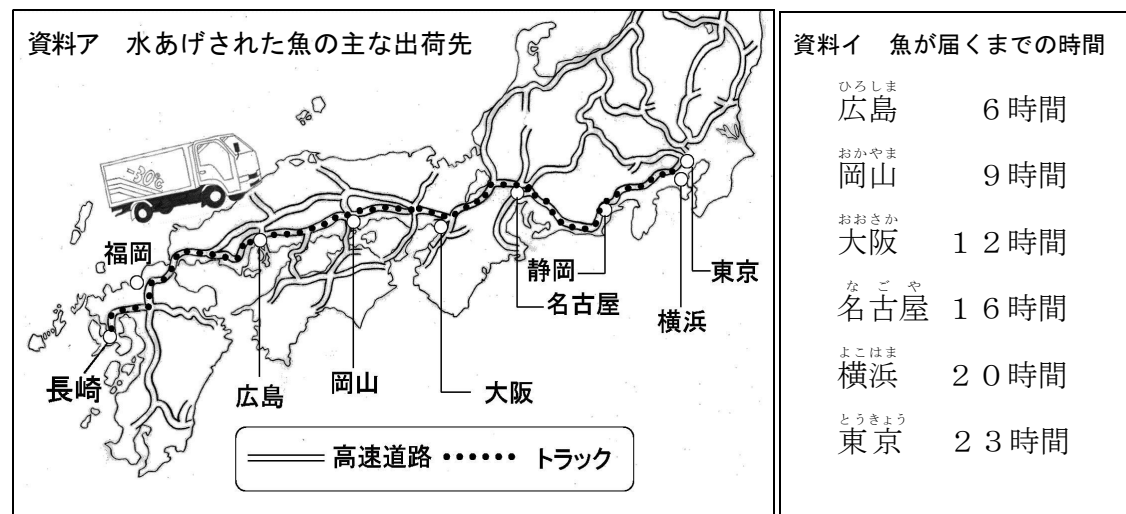 資料ア 水あげされた魚の主な出荷先
-30℃
福岡
長崎
広島
岡山
大阪
静岡
名古屋
横浜
東京
高速道路 トラック
資料イ 魚が届くまでの時間
ひろしま
広島 6時間
おかやま
岡山 9時間
おおさか
大阪 12時間
なごや
名古屋 16時間
よこはま
横浜 20時間
とうきょう
東京 23時間